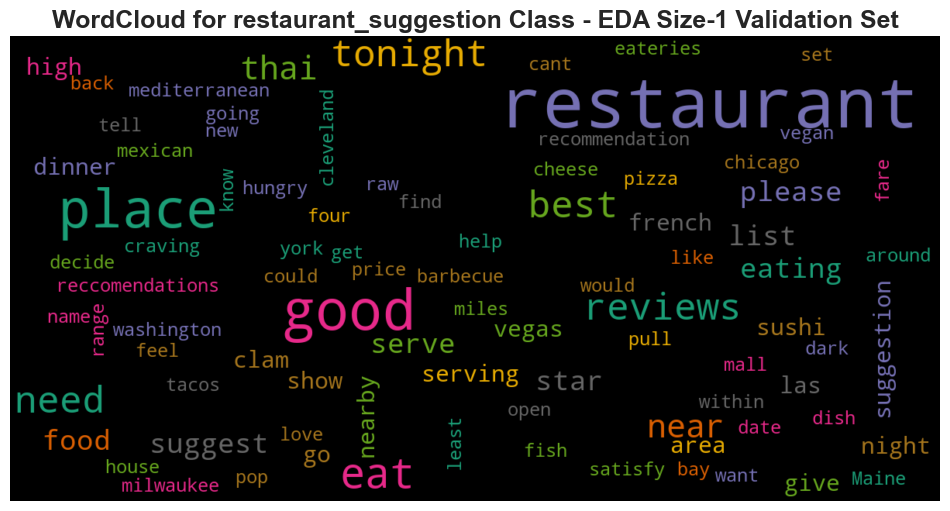 WordCloud for restaurant_suggestion Class - EDA Size-1 Validation Set
tonight
eateries
set
high
thai
cant
back
mediterranean
restaurant
going
tell
new
cleveland
recommendation
vegan
mexican
dinner
know
hungry
raw
find
cheese
pizza
chicago
fare
place
four
best
please
french
list
craving
york
get
help
like
around
decide
could
price
barbecue
eating
reccomendations
would
name
range
good
miles
reviews
suggestion
washington
vegas
sushi
feel
serve
pull
dark
clam
mall
tacos
show
serving
star
las
need
nearby
open
within
dish
food
suggest
love
least
near
date
go
fish
area
night
house
eat
satisfy
bay
want
Maine
milwaukee
pop
give